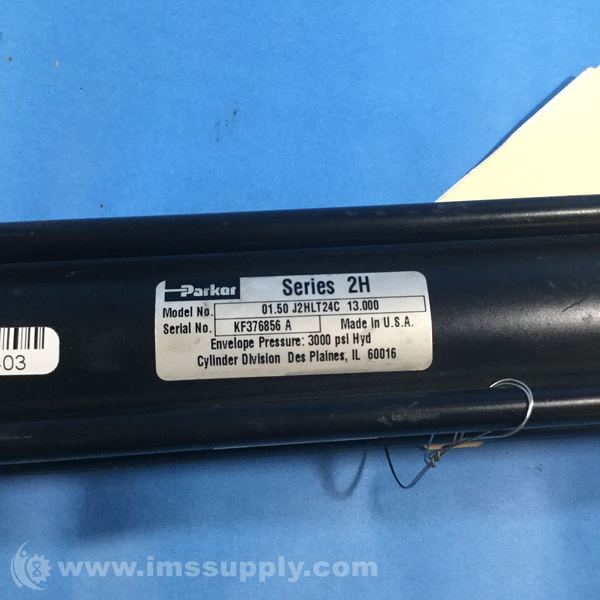 Parker Series 2H
Model No. 01.50 J2HLT24C 13.000
Serial No. KF376856 A Made in U.S.A.
Envelope Pressure: 3000 psi Hyd
Cylinder Division Des Plaines, IL 60016
03
www.imssupply.com